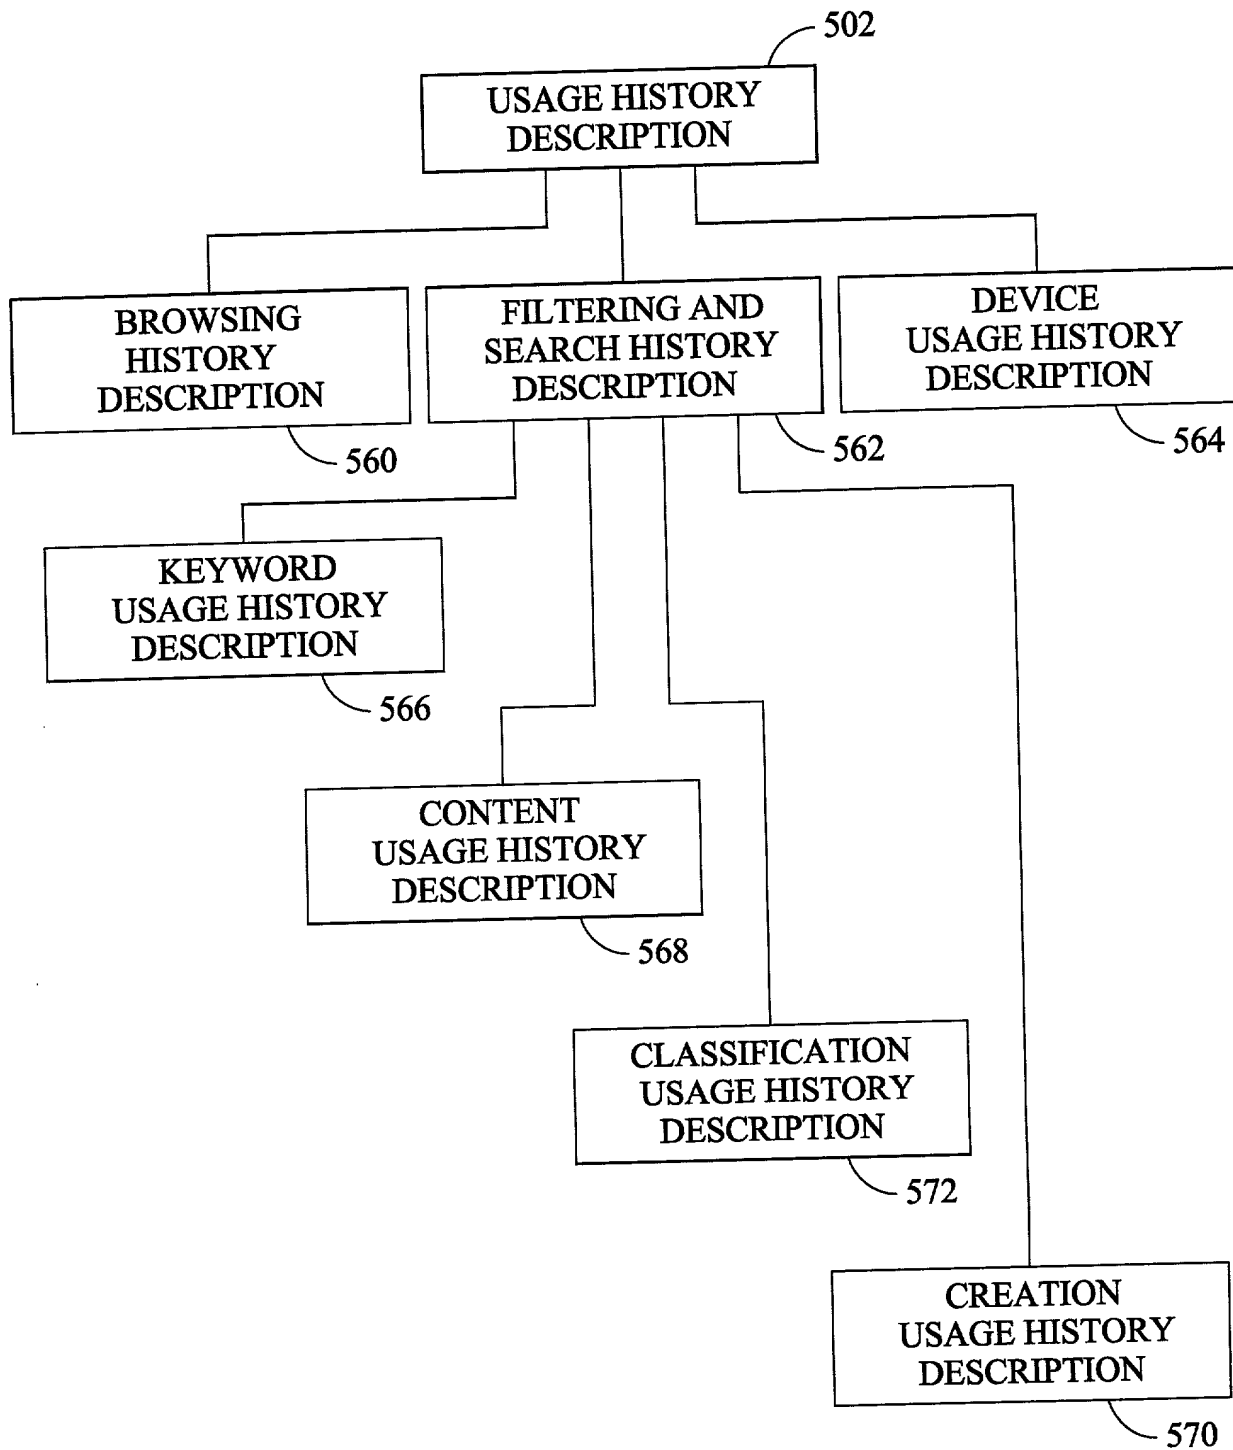 502
USAGE HISTORY
DESCRIPTION
BROWSING
HISTORY
DESCRIPTION
560
FILTERING AND
SEARCH HISTORY
DESCRIPTION
562
DEVICE
USAGE HISTORY
DESCRIPTION
564
KEYWORD
USAGE HISTORY
DESCRIPTION
566
CONTENT
USAGE HISTORY
DESCRIPTION
568
CLASSIFICATION
USAGE HISTORY
DESCRIPTION
572
CREATION
USAGE HISTORY
DESCRIPTION
570